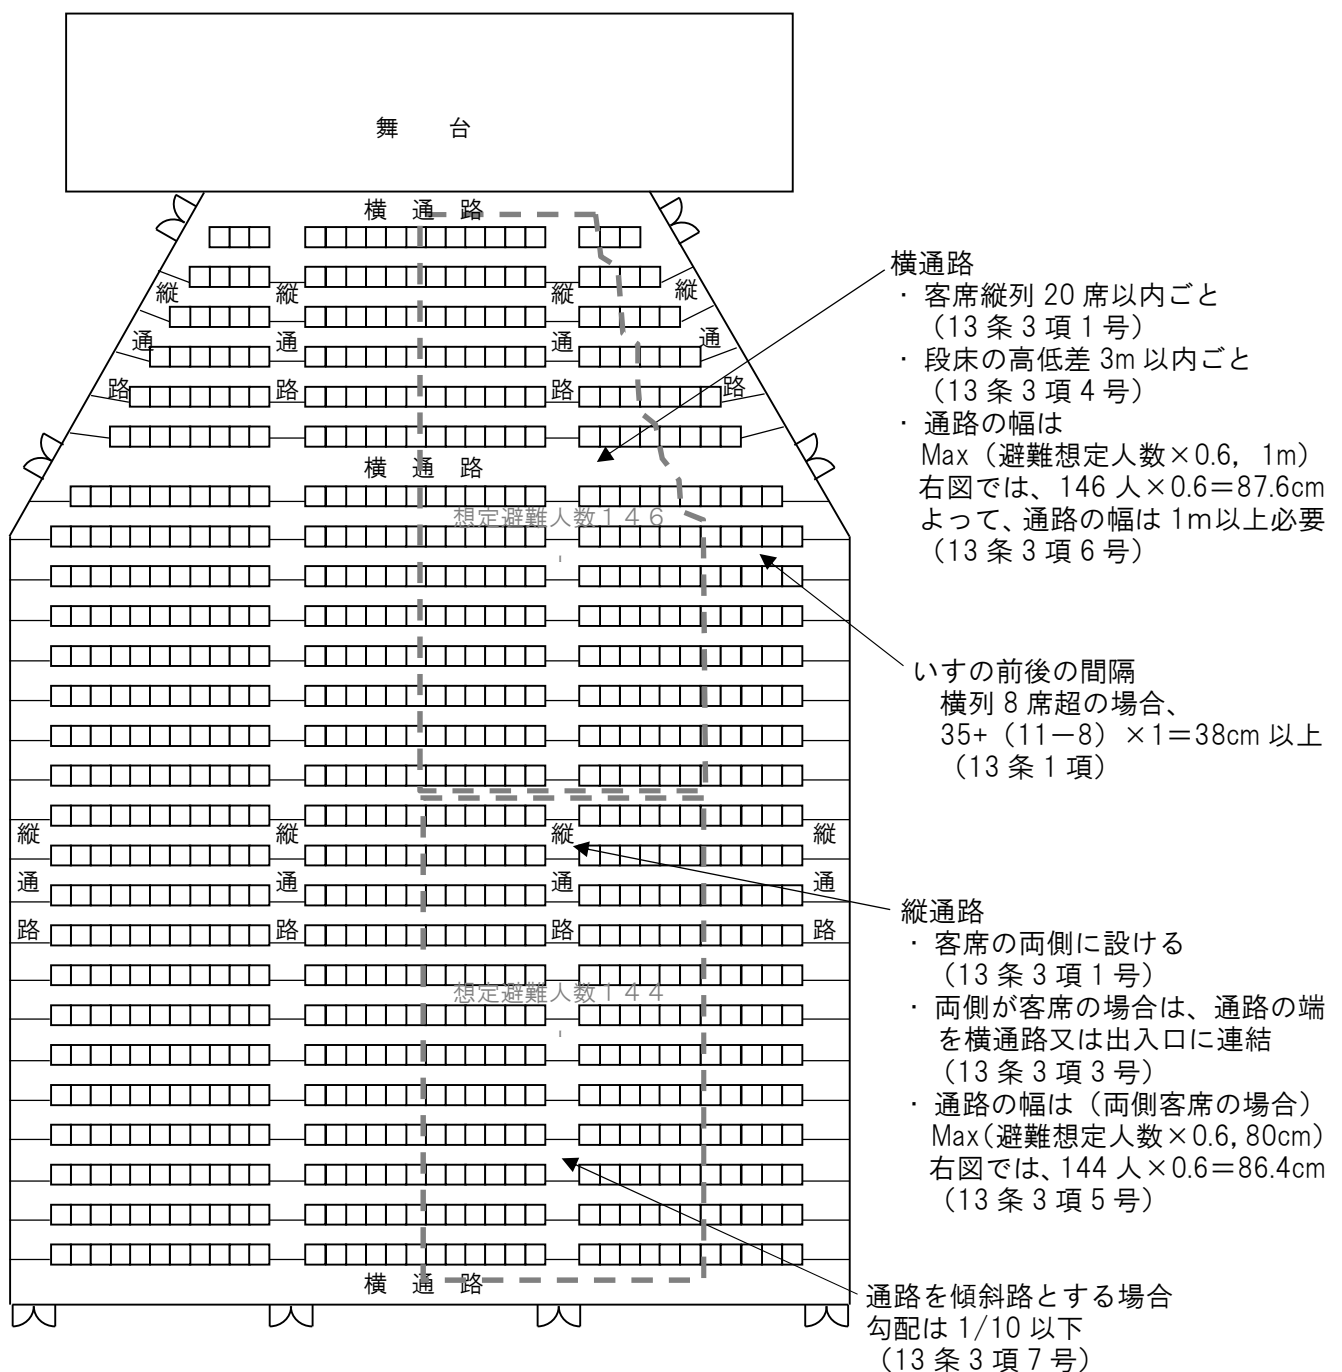 舞　台
横　通　路
縦　縦　縦　縦
通　通　通　通
路　路　路　路
横　通　路
想定避難人数１４６
縦　縦　縦　縦
通　通　通　通
路　路　路　路
想定避難人数１４４
横　通　路
横通路
・ 客席縦列 20 席以内ごと
（13 条 3 項 1 号）
・ 段床の高低差 3m 以内ごと
（13 条 3 項 4 号）
・ 通路の幅は
Max（避難想定人数×0.6，1m）
右図では、146 人×0.6＝87.6cm
よって、通路の幅は 1m以上必要
（13 条 3 項 6 号）
いすの前後の間隔
横列 8 席超の場合、
35+（11－8）×1＝38cm 以上
（13 条 1 項）
縦通路
・ 客席の両側に設ける
（13 条 3 項 1 号）
・ 両側が客席の場合は、通路の端
を横通路又は出入口に連結
（13 条 3 項 3 号）
・ 通路の幅は（両側客席の場合）
Max(避難想定人数×0.6, 80cm)
右図では、144 人×0.6＝86.4cm
（13 条 3 項 5 号）
通路を傾斜路とする場合
勾配は 1/10 以下
（13 条 3 項 7 号）